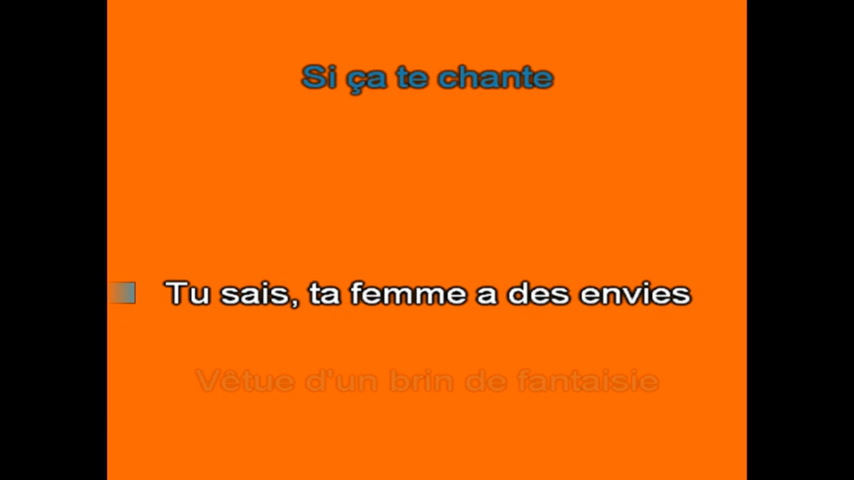 Si ça te chante
Tu sais, ta femme a des envies
Vêtue d'un brin de fantaisie